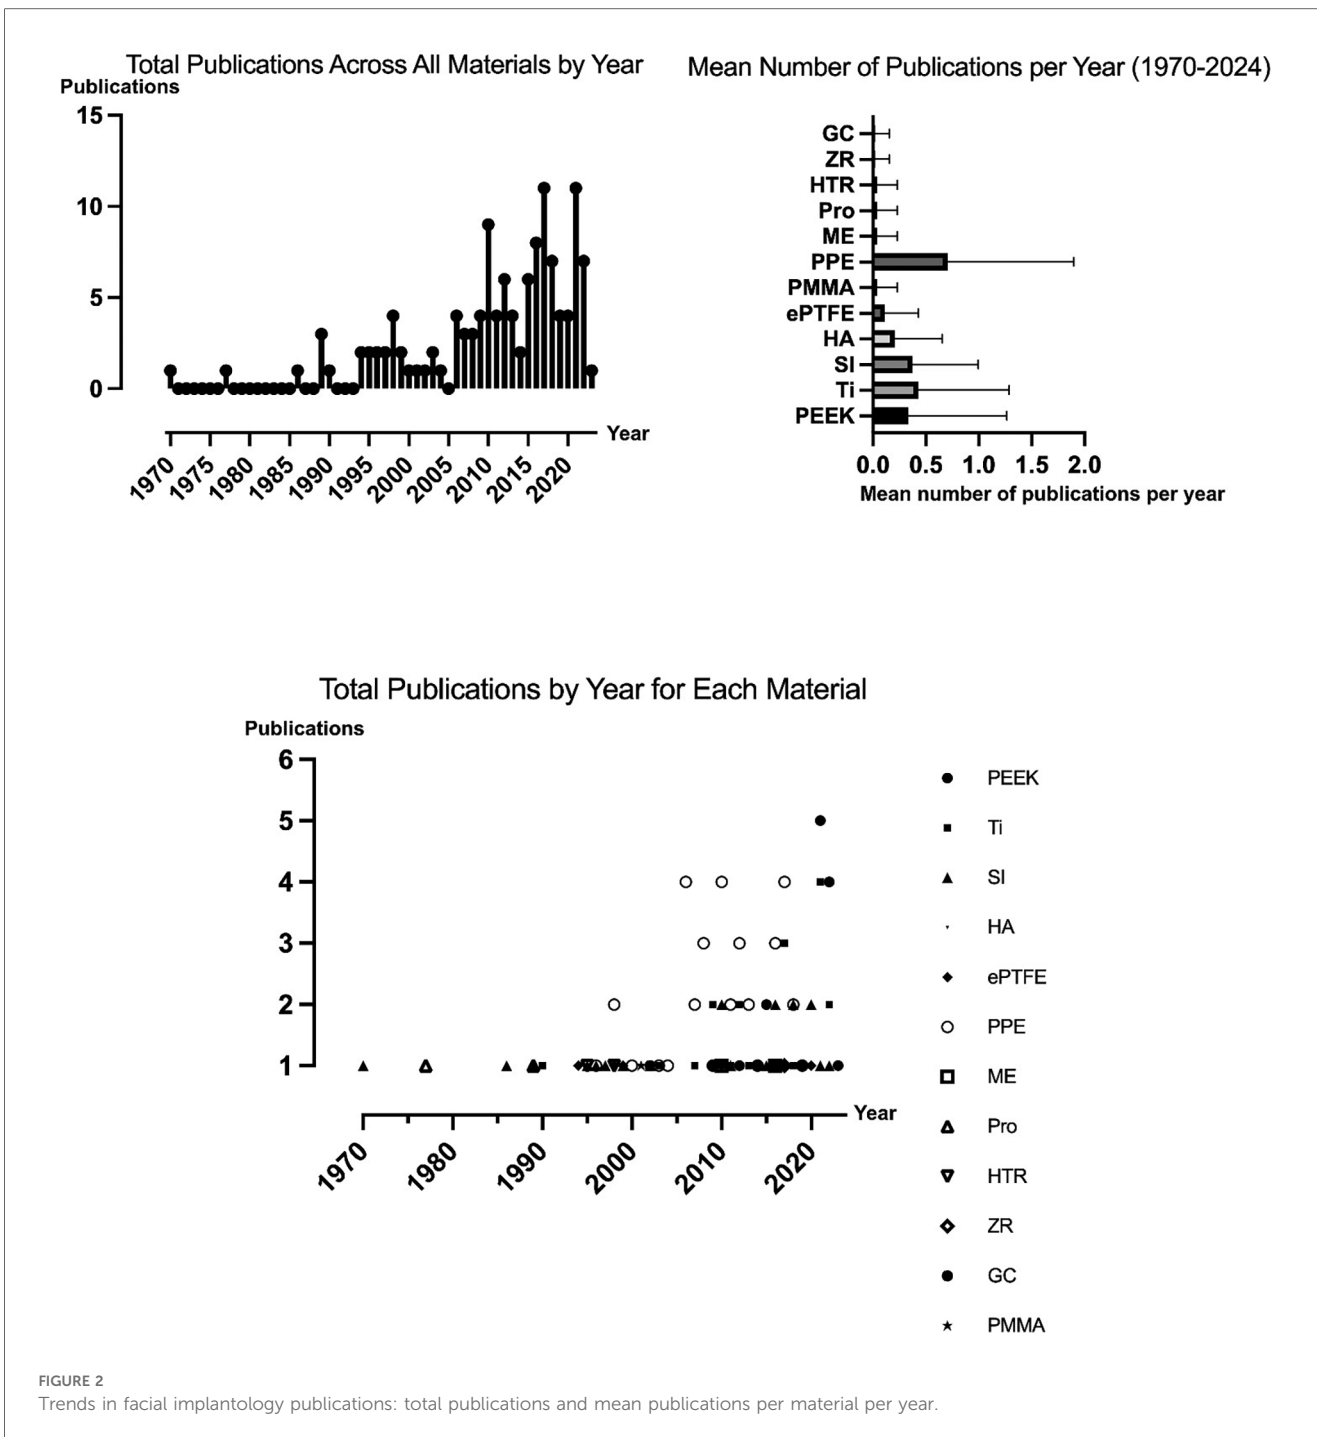 Total Publications Across All Materials by Year
Publications
15
10
5
0
Year
1970
1975
1980
1985
1990
1995
2000
2005
2010
2015
2020
Mean Number of Publications per Year (1970-2024)
GC
ZR
HTR
Pro
ME
PPE
PMMA
ePTFE
HA
SI
Ti
PEEK
0.0 0.5 1.0 1.5 2.0
Mean number of publications per year
Total Publications by Year for Each Material
Publications
6
5
4
3
2
1
Year
1970
1980
1990
2000
2010
2020
PEEK
Ti
SI
HA
ePTFE
PPE
ME
Pro
HTR
ZR
GC
PMMA
FIGURE 2
Trends in facial implantology publications: total publications and mean publications per material per year.